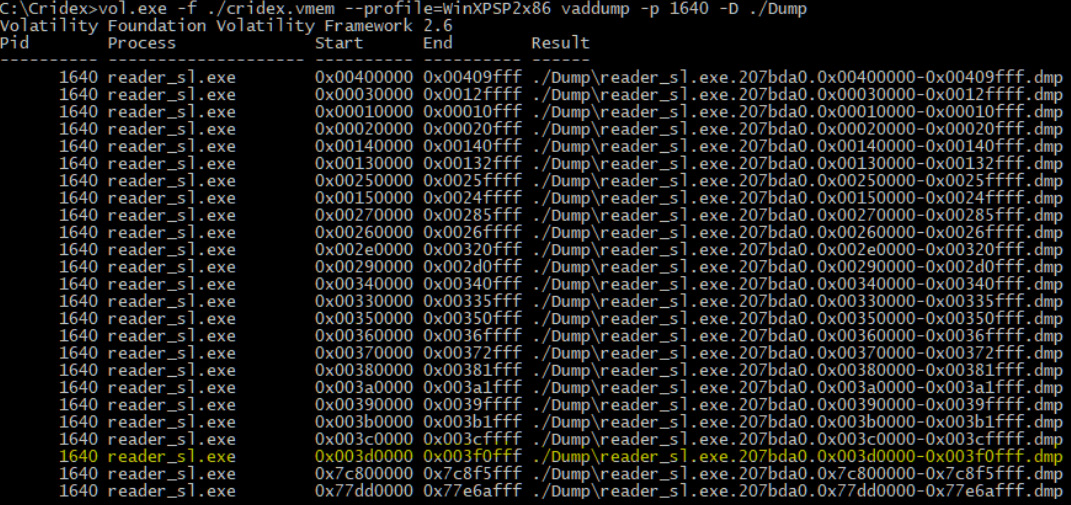 C:\Cridex>vol.exe -f ./cridex.vmem --profile=WinXPSP2x86 vaddump -p 1640 -D ./Dump
Volatility Foundation Volatility Framework 2.6
Pid        Process              Start      End        Result
---------- -------------------- ---------- ---------- ------
      1640 reader_sl.exe        0x00400000 0x00409fff ./Dump\reader_sl.exe.207bda0.0x00400000-0x00409fff.dmp
      1640 reader_sl.exe        0x00030000 0x0012ffff ./Dump\reader_sl.exe.207bda0.0x00030000-0x0012ffff.dmp
      1640 reader_sl.exe        0x00010000 0x00010fff ./Dump\reader_sl.exe.207bda0.0x00010000-0x00010fff.dmp
      1640 reader_sl.exe        0x00020000 0x00020fff ./Dump\reader_sl.exe.207bda0.0x00020000-0x00020fff.dmp
      1640 reader_sl.exe        0x00140000 0x00140fff ./Dump\reader_sl.exe.207bda0.0x00140000-0x00140fff.dmp
      1640 reader_sl.exe        0x00130000 0x00132fff ./Dump\reader_sl.exe.207bda0.0x00130000-0x00132fff.dmp
      1640 reader_sl.exe        0x00250000 0x0025ffff ./Dump\reader_sl.exe.207bda0.0x00250000-0x0025ffff.dmp
      1640 reader_sl.exe        0x00150000 0x0024ffff ./Dump\reader_sl.exe.207bda0.0x00150000-0x0024ffff.dmp
      1640 reader_sl.exe        0x00270000 0x00285fff ./Dump\reader_sl.exe.207bda0.0x00270000-0x00285fff.dmp
      1640 reader_sl.exe        0x00260000 0x0026ffff ./Dump\reader_sl.exe.207bda0.0x00260000-0x0026ffff.dmp
      1640 reader_sl.exe        0x002e0000 0x00320fff ./Dump\reader_sl.exe.207bda0.0x002e0000-0x00320fff.dmp
      1640 reader_sl.exe        0x00290000 0x002d0fff ./Dump\reader_sl.exe.207bda0.0x00290000-0x002d0fff.dmp
      1640 reader_sl.exe        0x00340000 0x00340fff ./Dump\reader_sl.exe.207bda0.0x00340000-0x00340fff.dmp
      1640 reader_sl.exe        0x00330000 0x00335fff ./Dump\reader_sl.exe.207bda0.0x00330000-0x00335fff.dmp
      1640 reader_sl.exe        0x00350000 0x00350fff ./Dump\reader_sl.exe.207bda0.0x00350000-0x00350fff.dmp
      1640 reader_sl.exe        0x00360000 0x0036ffff ./Dump\reader_sl.exe.207bda0.0x00360000-0x0036ffff.dmp
      1640 reader_sl.exe        0x00370000 0x00372fff ./Dump\reader_sl.exe.207bda0.0x00370000-0x00372fff.dmp
      1640 reader_sl.exe        0x00380000 0x00381fff ./Dump\reader_sl.exe.207bda0.0x00380000-0x00381fff.dmp
      1640 reader_sl.exe        0x003a0000 0x003a1fff ./Dump\reader_sl.exe.207bda0.0x003a0000-0x003a1fff.dmp
      1640 reader_sl.exe        0x00390000 0x0039ffff ./Dump\reader_sl.exe.207bda0.0x00390000-0x0039ffff.dmp
      1640 reader_sl.exe        0x003b0000 0x003b1fff ./Dump\reader_sl.exe.207bda0.0x003b0000-0x003b1fff.dmp
      1640 reader_sl.exe        0x003c0000 0x003cffff ./Dump\reader_sl.exe.207bda0.0x003c0000-0x003cffff.dmp
      1640 reader_sl.exe        0x003d0000 0x003f0fff ./Dump\reader_sl.exe.207bda0.0x003d0000-0x003f0fff.dmp
      1640 reader_sl.exe        0x7c800000 0x7c8f5fff ./Dump\reader_sl.exe.207bda0.0x7c800000-0x7c8f5fff.dmp
      1640 reader_sl.exe        0x77dd0000 0x77e6afff ./Dump\reader_sl.exe.207bda0.0x77dd0000-0x77e6afff.dmp